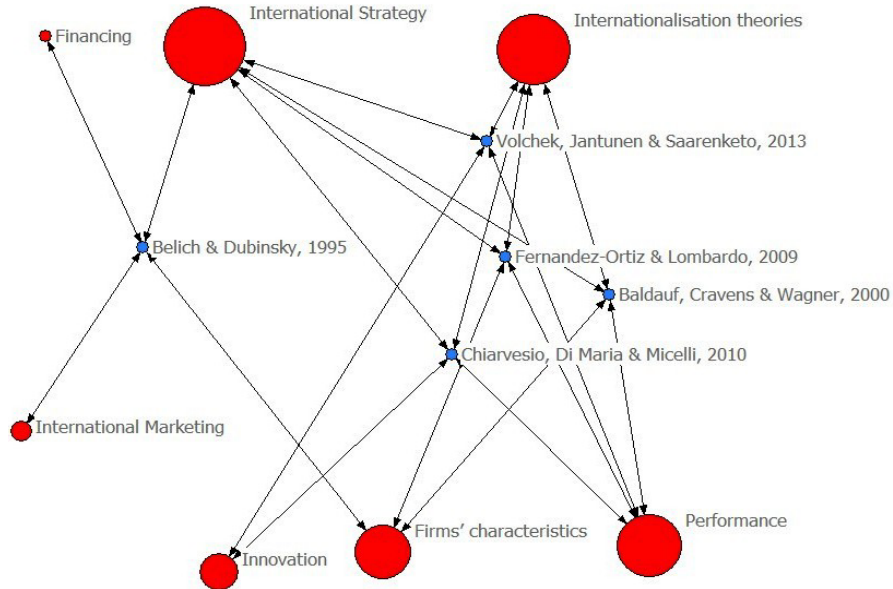 International Strategy
Internationalisation theories
Financing
Volchek, Jantunen & Saarenketo, 2013
Belich & Dubinsky, 1995
Fernandez-Ortiz & Lombardo, 2009
Baldauf, Cravens & Wagner, 2000
Chiarvesio, Di Maria & Micelli, 2010
International Marketing
Performance
Firms’ characteristics
Innovation